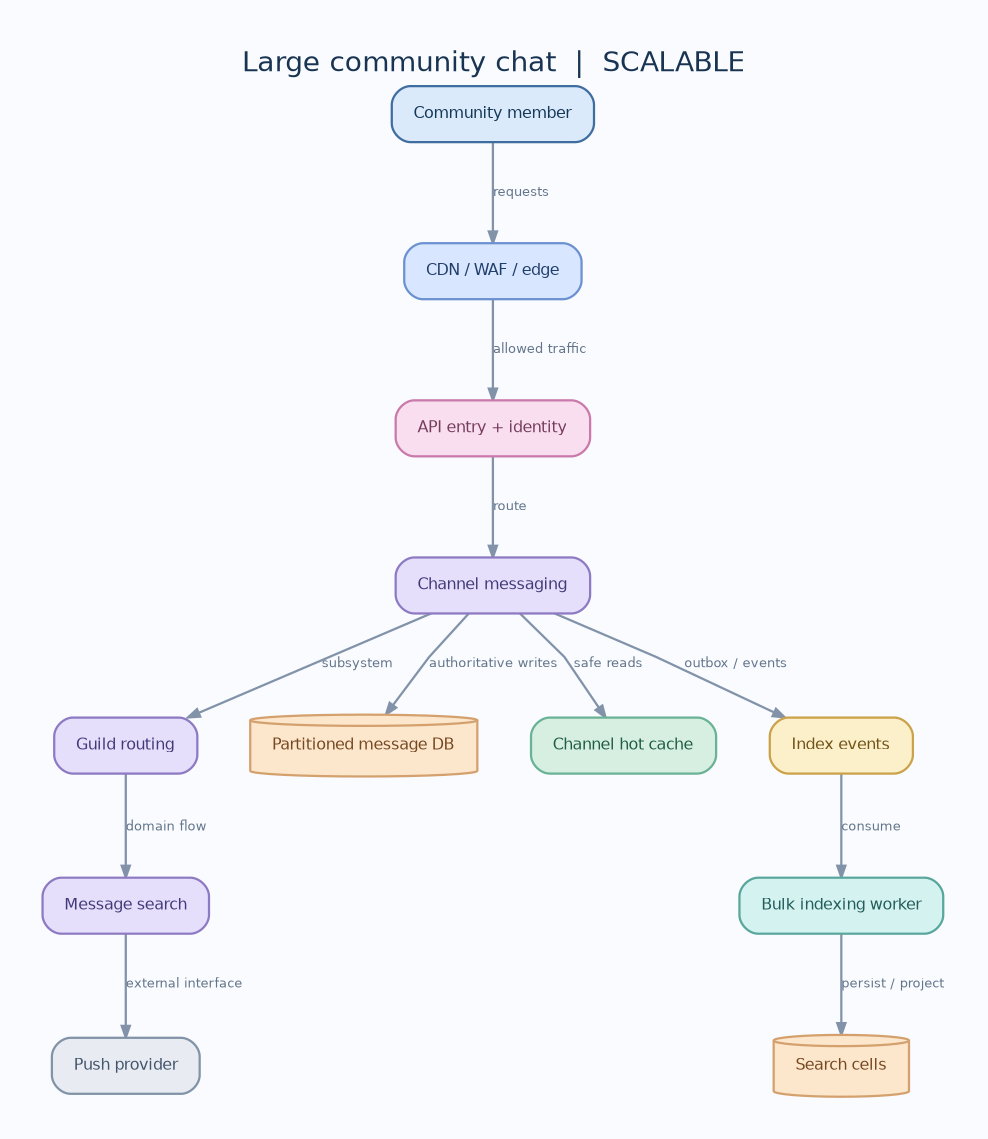 Large community chat | SCALABLE
Community member
requests
CDN / WAF / edge
allowed traffic
API entry + identity
route
Channel messaging
subsystem
authoritative writes
safe reads
outbox / events
Guild routing
Partitioned message DB
Channel hot cache
Index events
domain flow
consume
Message search
Bulk indexing worker
external interface
persist / project
Push provider
Search cells